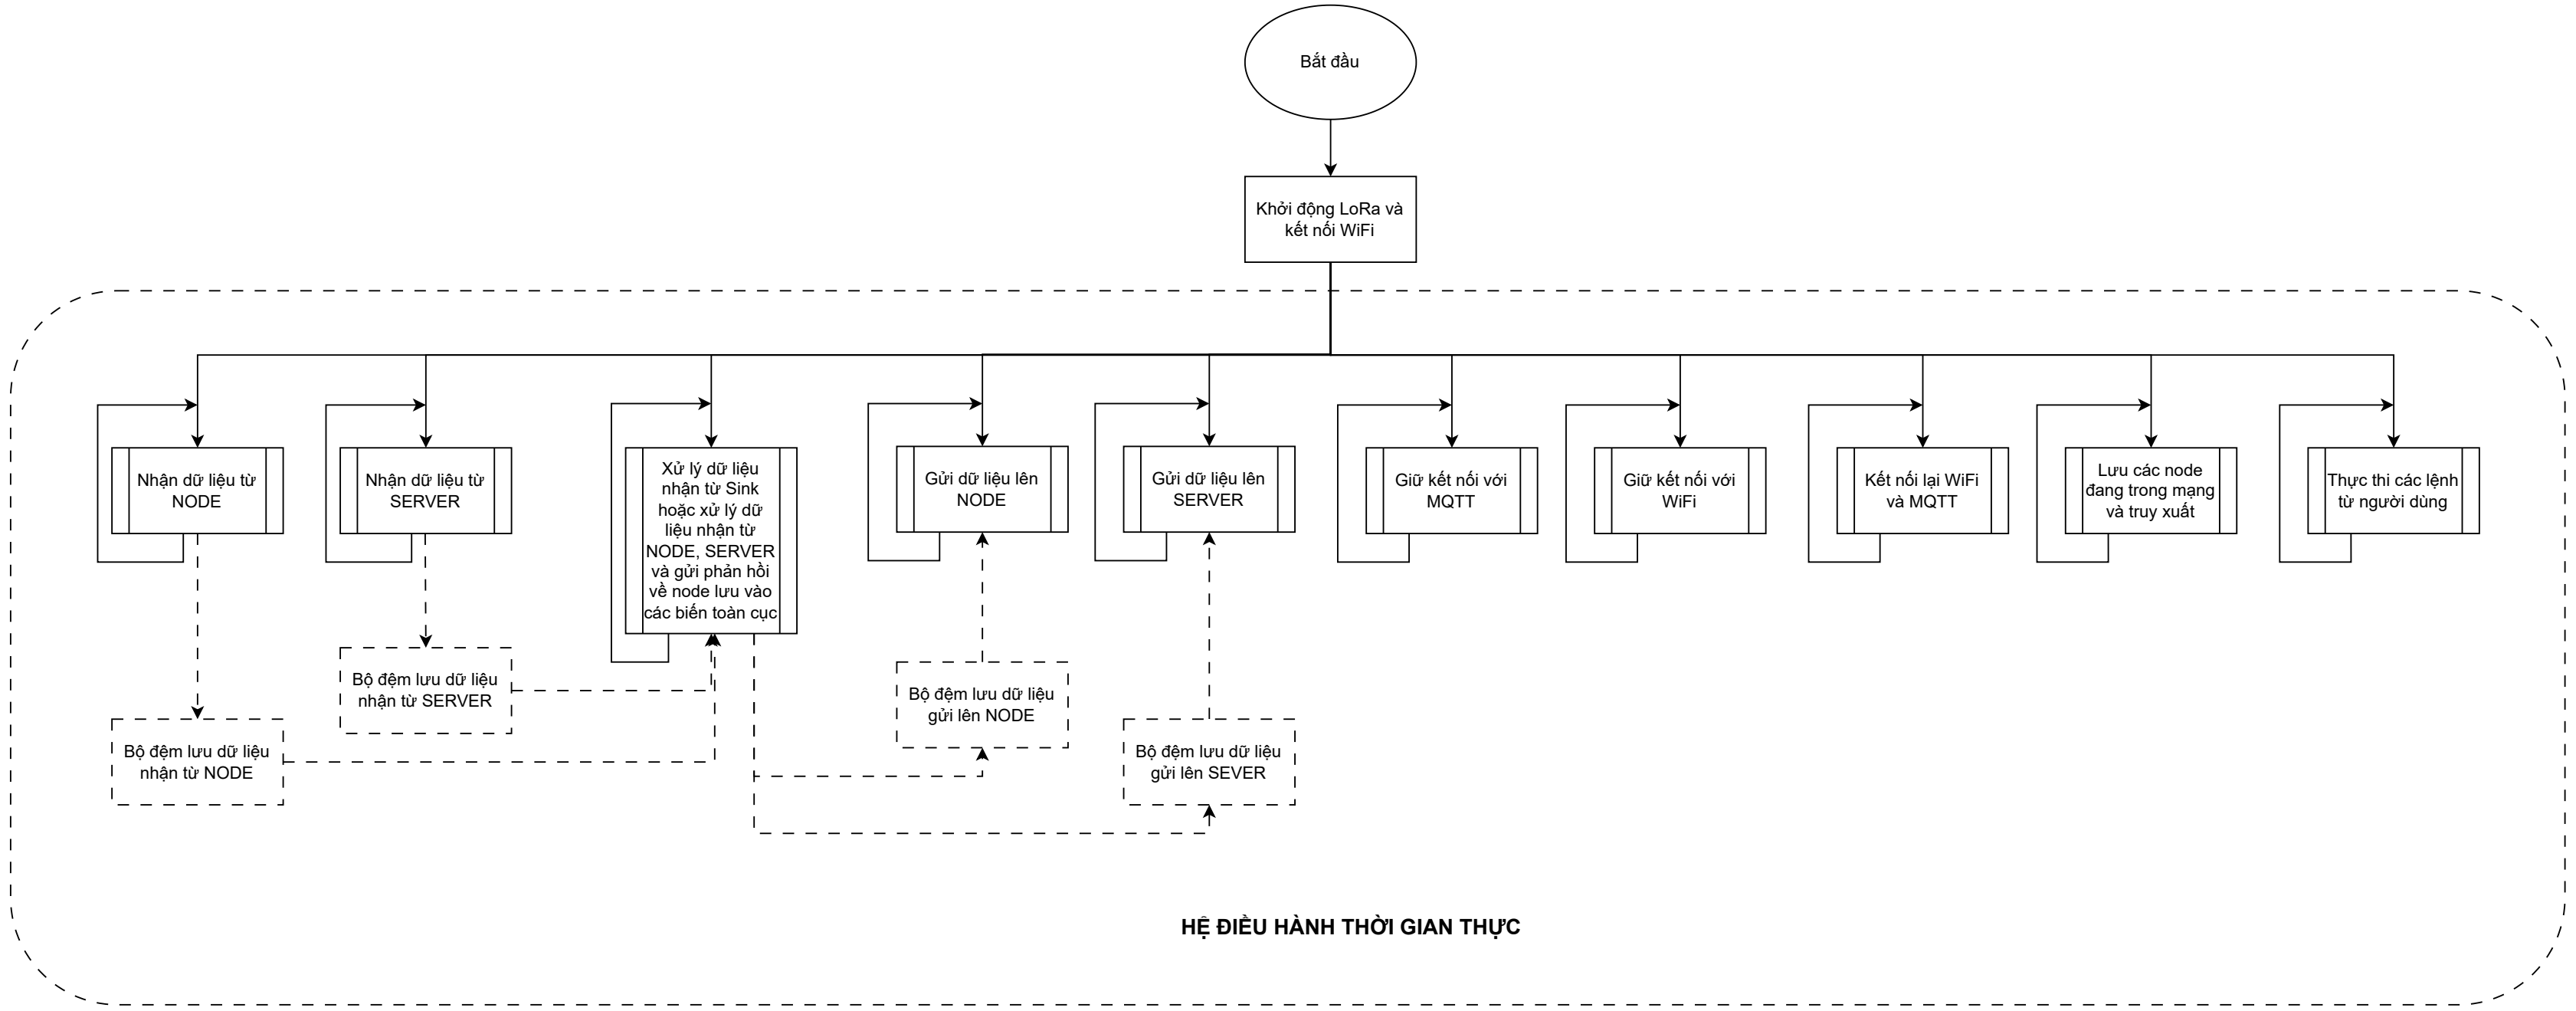 Bắt đầu
Khởi động LoRa và
kết nối WiFi
Nhận dữ liệu từ
NODE
Nhận dữ liệu từ
SERVER
Xử lý dữ liệu
nhận từ Sink
hoặc xử lý dữ
liệu nhận từ
NODE, SERVER
và gửi phản hồi
về node lưu vào
các biến toàn cục
Gửi dữ liệu lên
NODE
Gửi dữ liệu lên
SERVER
Giữ kết nối với
MQTT
Giữ kết nối với
WiFi
Kết nối lại WiFi
và MQTT
Lưu các node
đang trong mạng
và truy xuất
Thực thi các lệnh
từ người dùng
Bộ đệm lưu dữ liệu
nhận từ NODE
Bộ đệm lưu dữ liệu
nhận từ SERVER
Bộ đệm lưu dữ liệu
gửi lên NODE
Bộ đệm lưu dữ liệu
gửi lên SEVER
HỆ ĐIỀU HÀNH THỜI GIAN THỰC